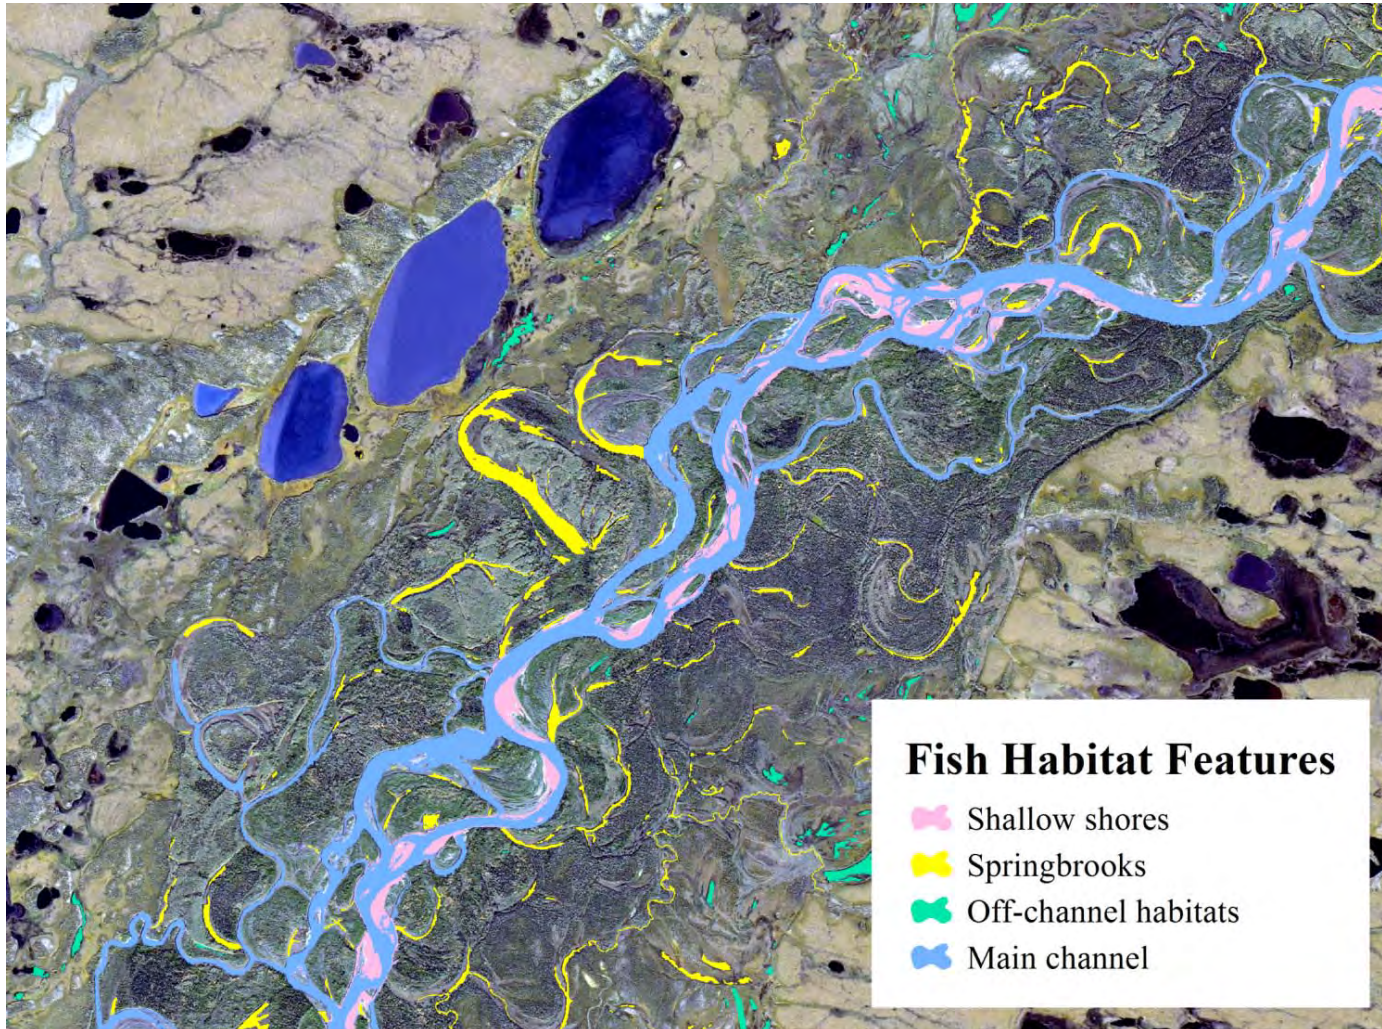 Fish Habitat Features
Shallow shores
Springbrooks
Off-channel habitats
Main channel